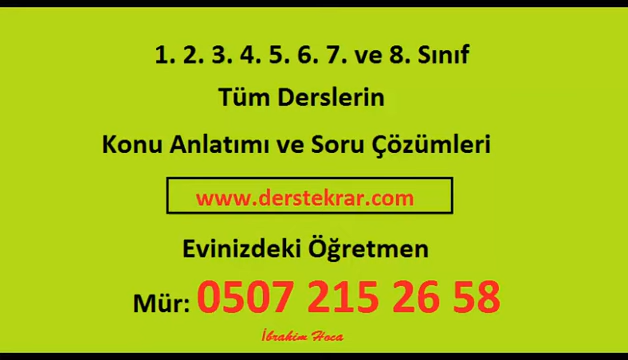 1. 2. 3. 4. 5. 6. 7. ve 8. Sınıf
Tüm Derslerin
Konu Anlatımı ve Soru Çözümleri
www.derstekrar.com
Evinizdeki Öğretmen
Mür: 0507 215 26 58
İbrahim Hoca